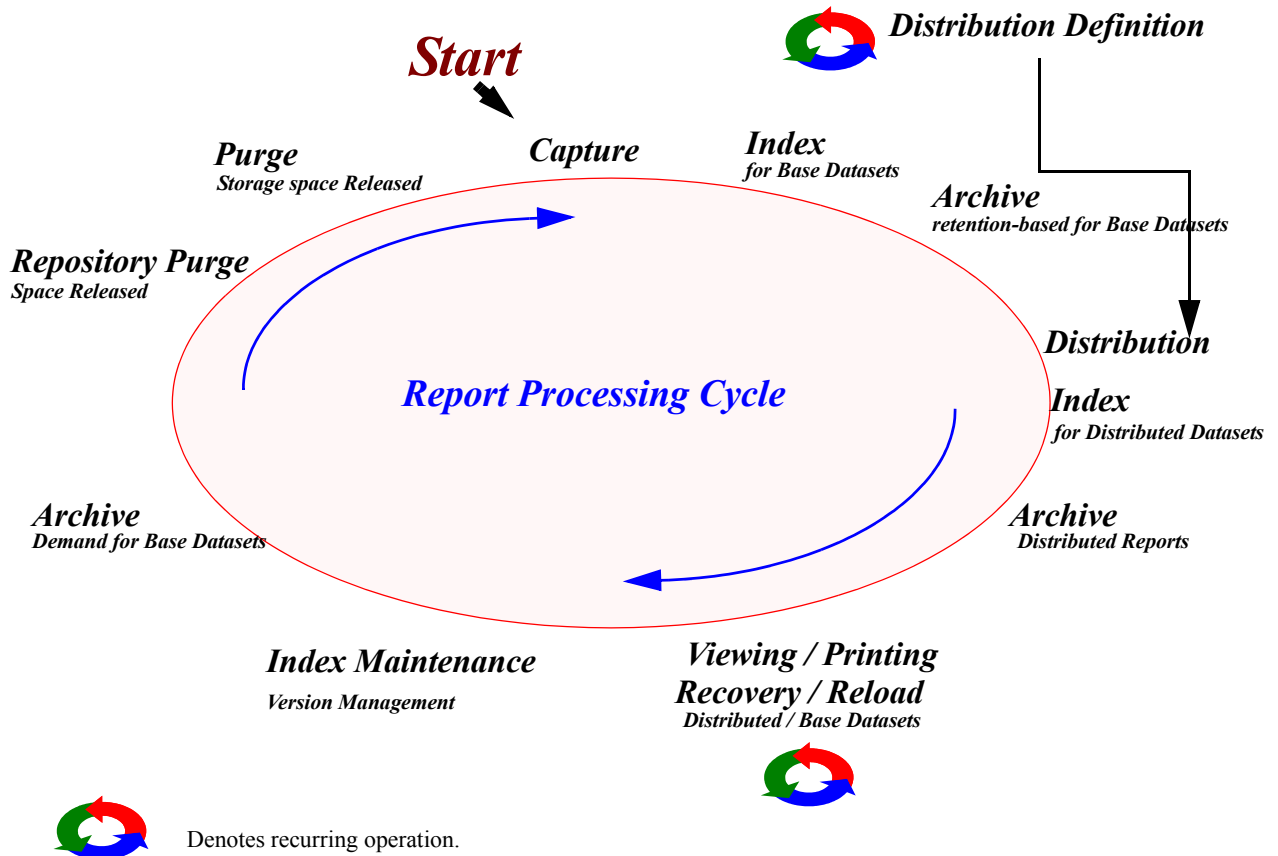 Distribution Definition
Start
Capture
Index
for Base Datasets
Purge
Storage space Released
Archive
retention-based for Base Datasets
Repository Purge
Space Released
Distribution
Report Processing Cycle
Index
for Distributed Datasets
Archive
Demand for Base Datasets
Archive
Distributed Reports
Index Maintenance
Version Management
Viewing / Printing
Recovery / Reload
Distributed / Base Datasets
Denotes recurring operation.